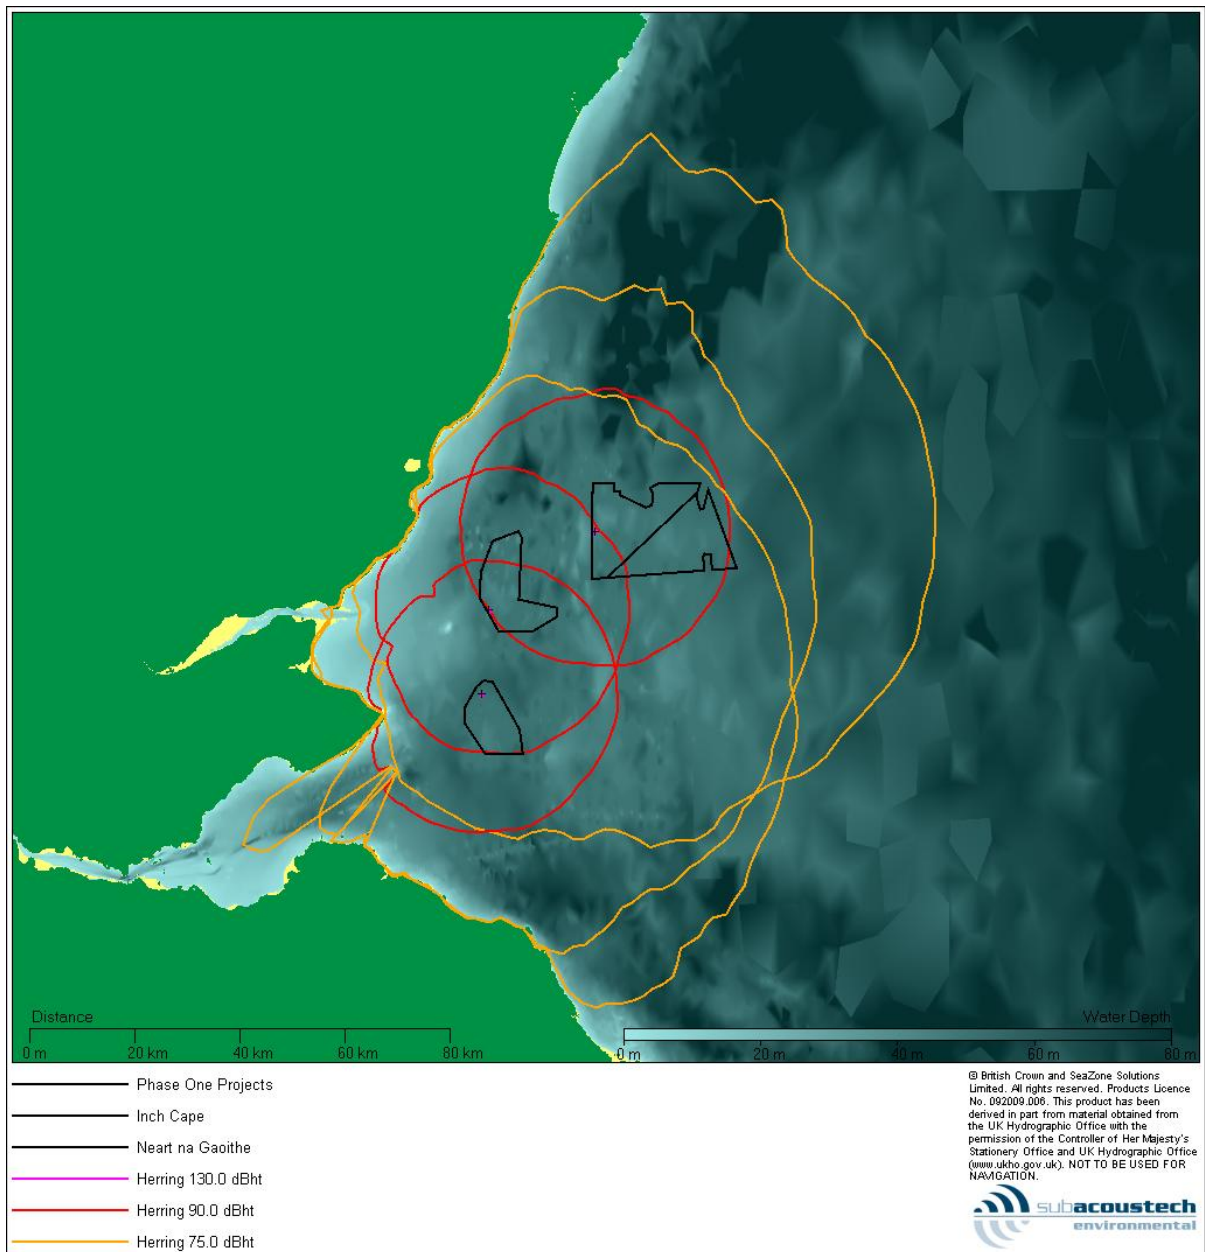 Distance
0 m 20 km 40 km 60 km 80 km
Water Depth
0 m 20 m 40 m 60 m 80 m
Phase One Projects
Inch Cape
Neart na Gaoithe
Herring 130.0 dBht
Herring 90.0 dBht
Herring 75.0 dBht
© British Crown and SeaZone Solutions
Limited. All rights reserved. Products Licence
No. 092009.006. This product has been
derived in part from material obtained from
the UK Hydrographic Office with the
permission of the Controller of Her Majesty's
Stationery Office and UK Hydrographic Office
(www.ukho.gov.uk). NOT TO BE USED FOR
NAVIGATION.
subacoustech
environmental